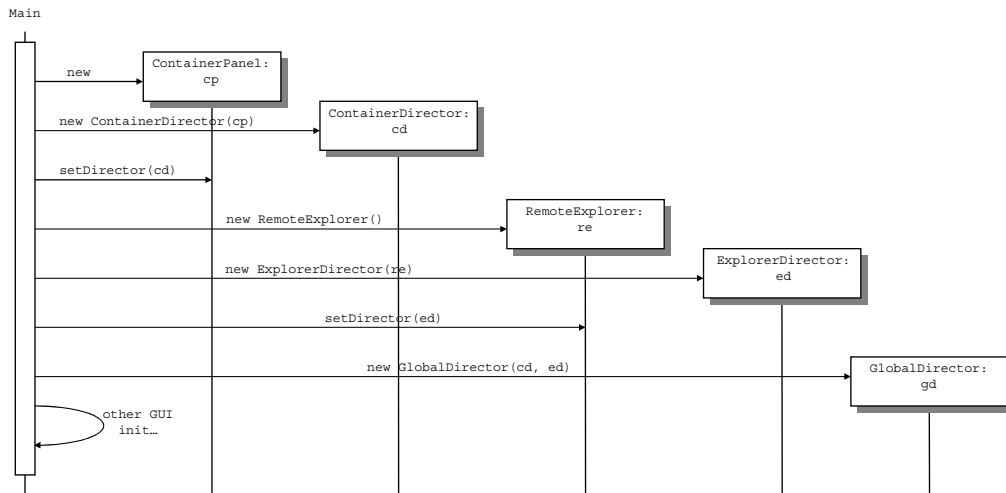 Main
ContainerPanel:
cp
new
ContainerDirector:
cd
new ContainerDirector(cp)
setDirector(cd)
RemoteExplorer:
re
new RemoteExplorer()
ExplorerDirector:
ed
new ExplorerDirector(re)
setDirector(ed)
GlobalDirector:
gd
new GlobalDirector(cd, ed)
other GUI
init…